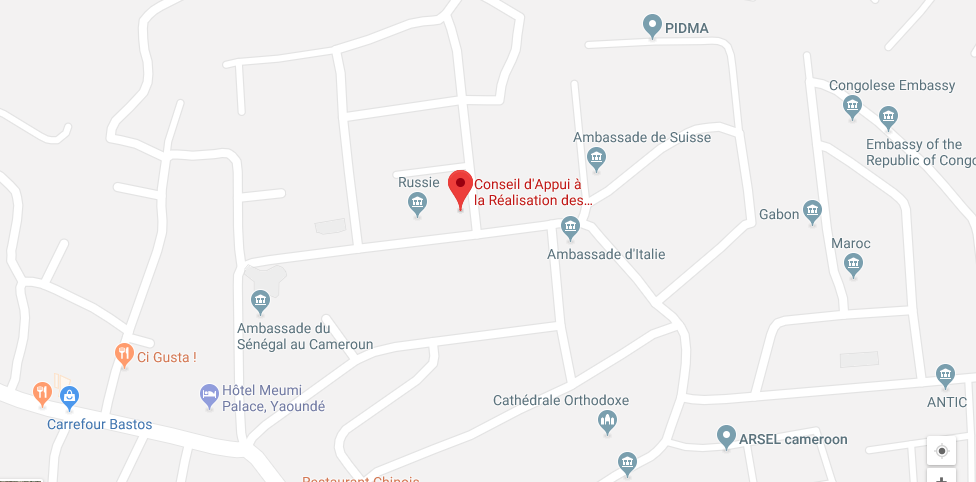 PIDMA
Congolese Embassy
Ambassade de Suisse
Embassy of the
Republic of Congo
Russie
Conseil d'Appui à
la Réalisation des...
Gabon
Maroc
Ambassade d'Italie
Ambassade du
Sénégal au Cameroun
Ci Gusta !
Hôtel Meumi
Palace, Yaoundé
Carrefour Bastos
Cathédrale Orthodoxe
ANTIC
ARSEL cameroon
Restaurant Chinois